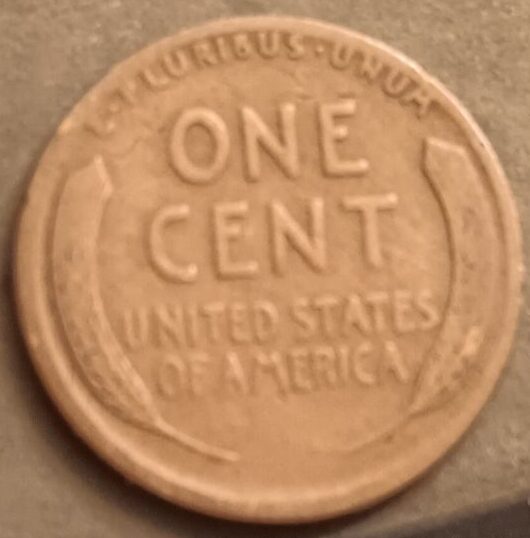 E·PLURIBUS·UNUM
ONE
CENT
UNITED STATES
OF AMERICA